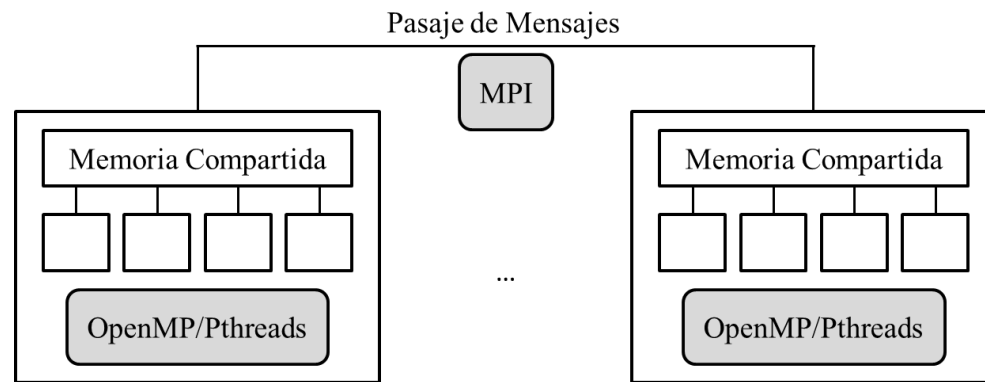 Pasaje de Mensajes
MPI
Memoria Compartida
Memoria Compartida
...
OpenMP/Pthreads
OpenMP/Pthreads